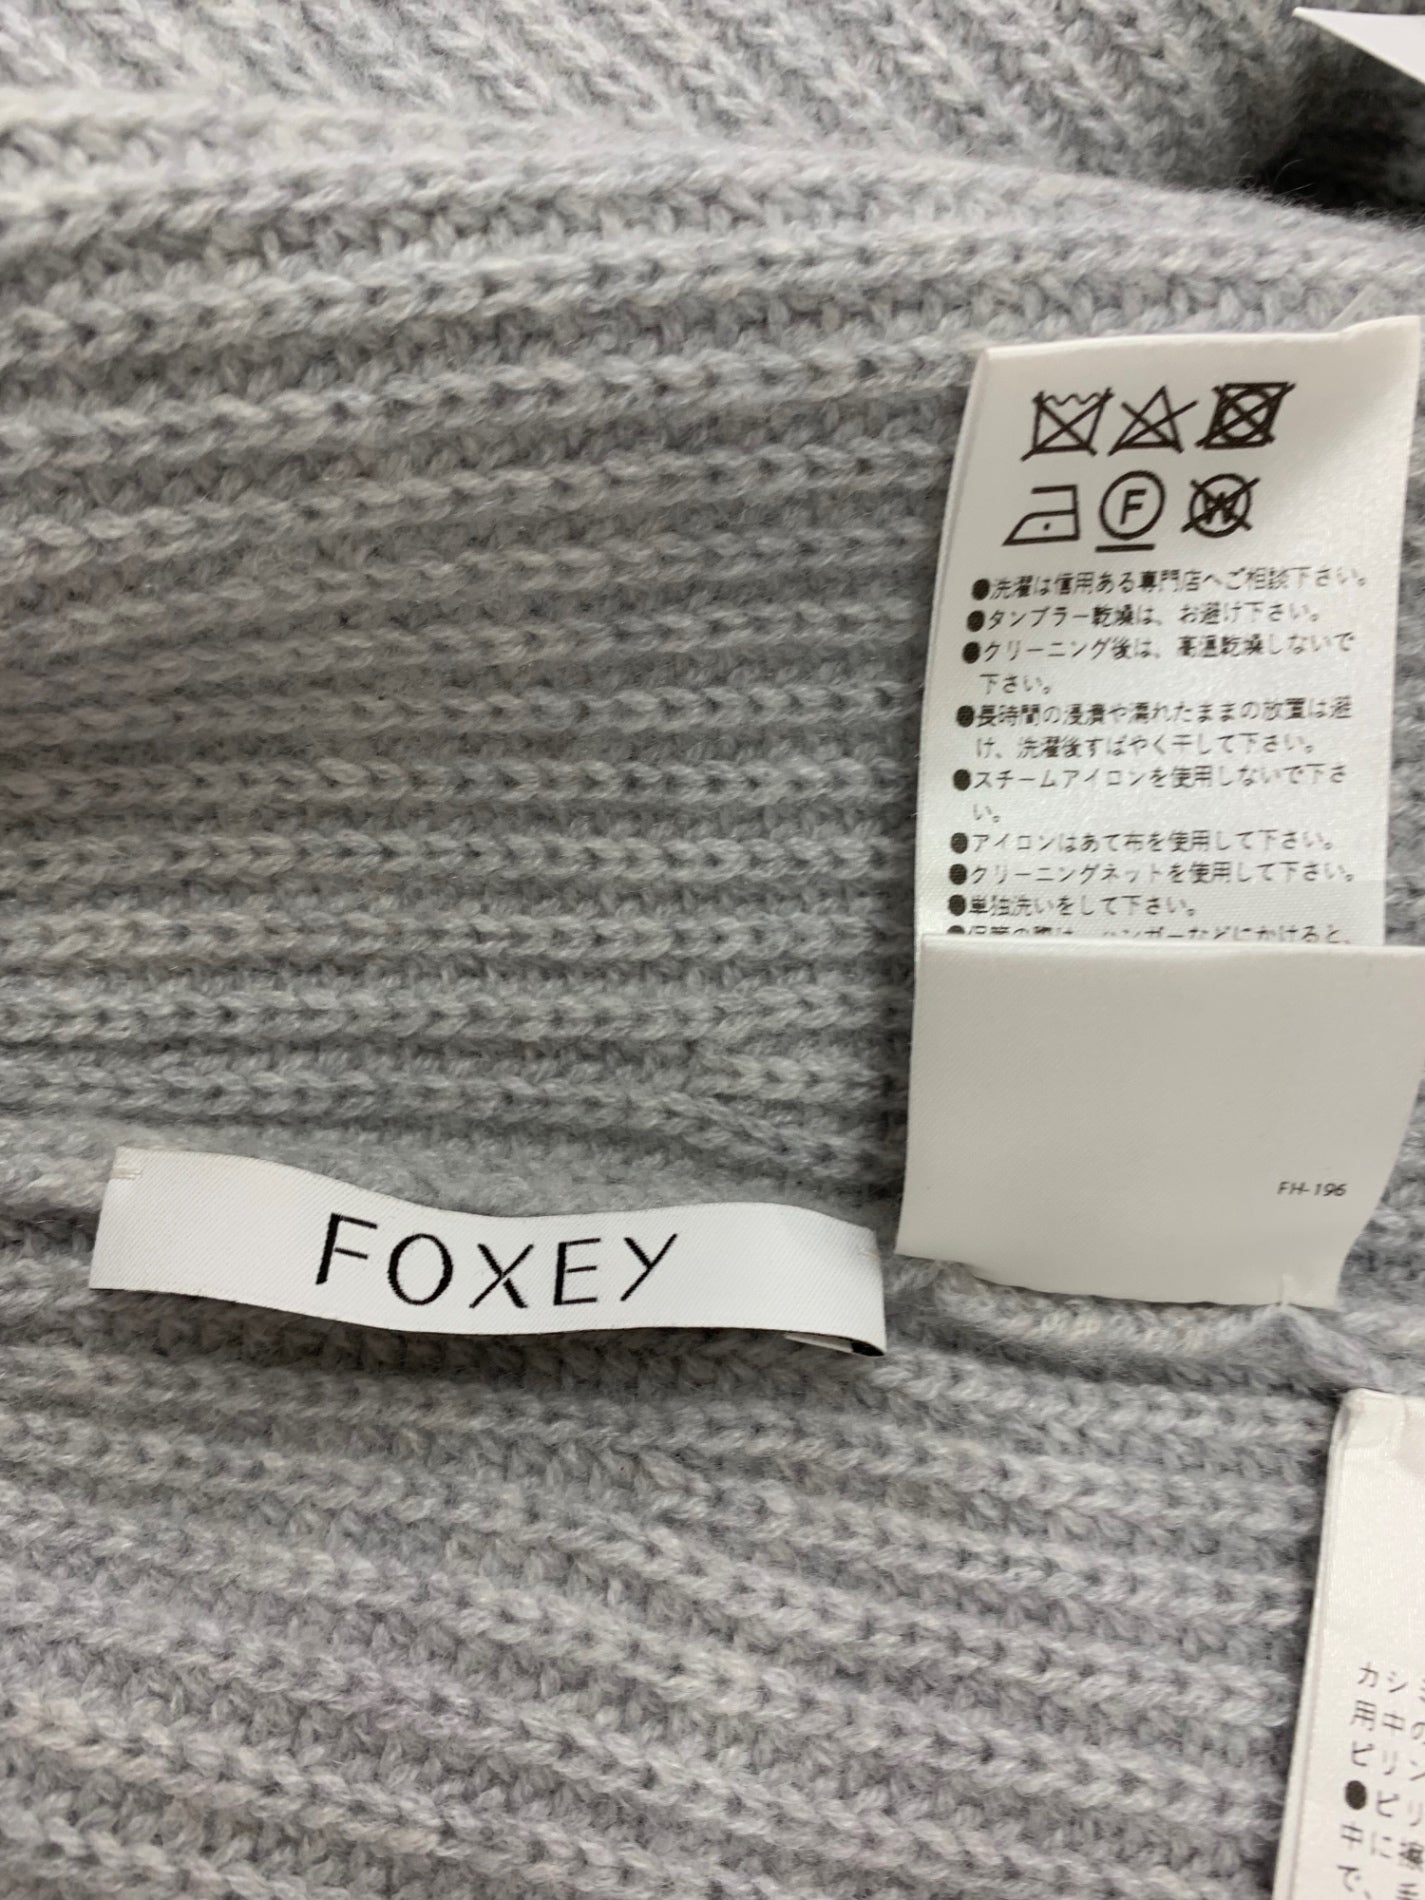 F W
●洗濯は信用ある専門店へご相談下さい。
●タンブラー乾燥は、お避け下さい。
●クリーニング後は、高温乾燥しないで
下さい。
●長時間の浸漬や濡れたままの放置は避
け、洗濯後すばやく干して下さい。
●スチームアイロンを使用しないで下さ
い。
●アイロンはあて布を使用して下さい。
●クリーニングネットを使用して下さい。
●単独洗いをして下さい。
FH-196
FOXEY
カシ
用中の
ピリン
●ピリ
中に
で、毛